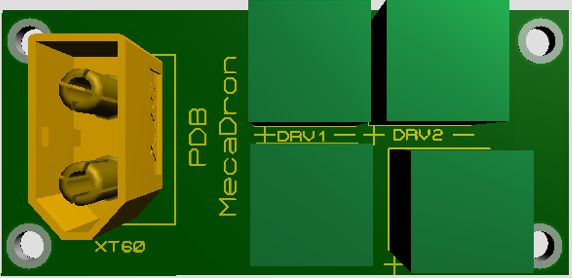 PDB
MecaDron
+DRV1—
+ DRV2 —
XT60
+